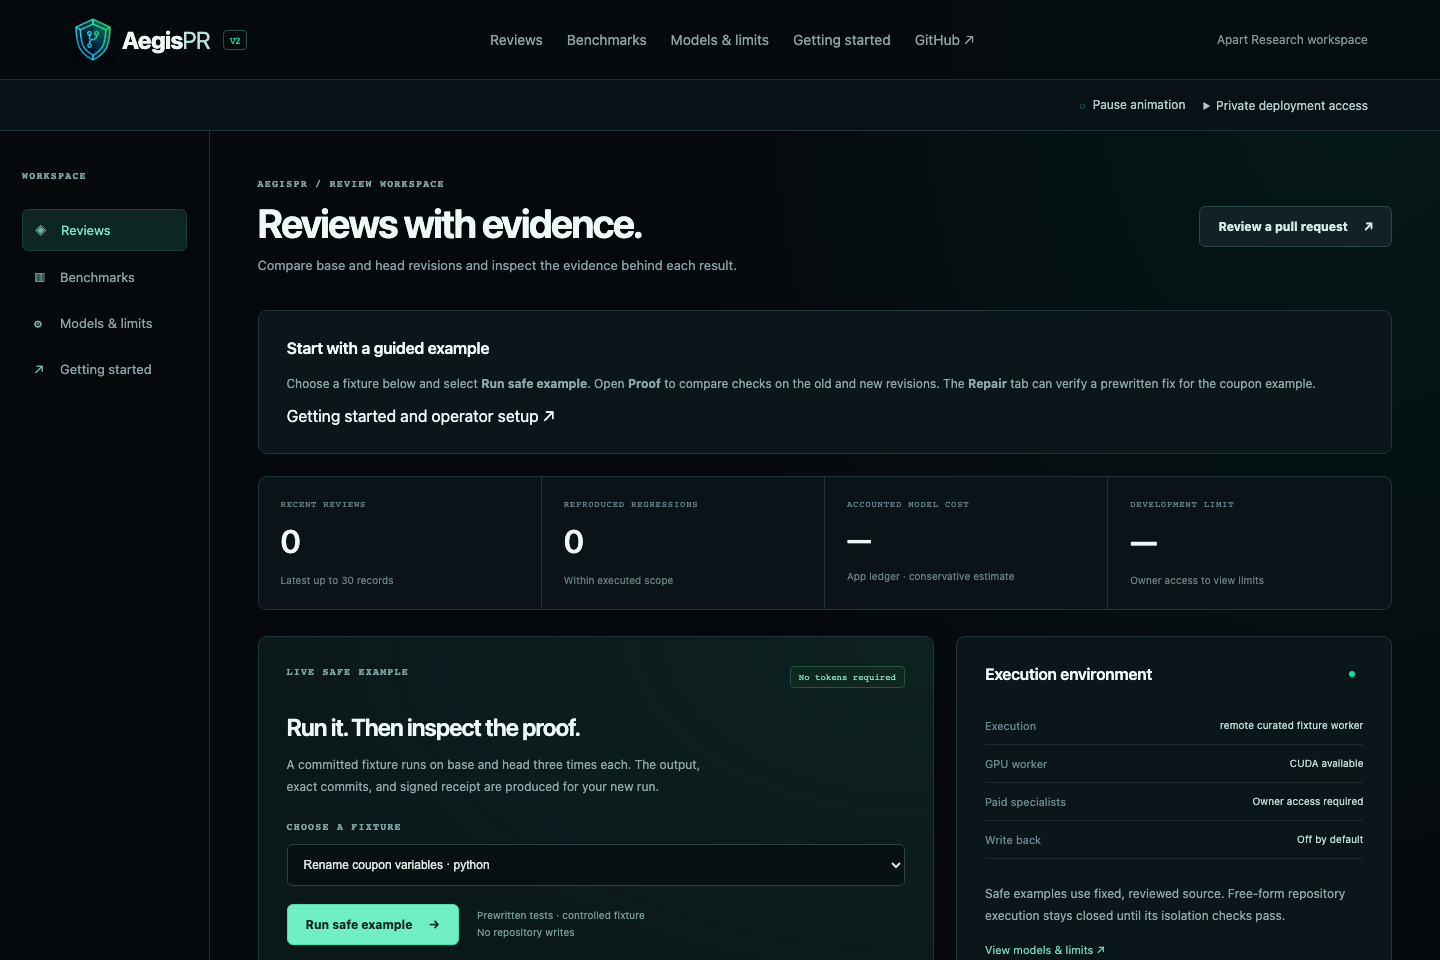 AegisPR V2
Reviews Benchmarks Models & limits Getting started GitHub ↗
Apart Research workspace
Pause animation ▶ Private deployment access
WORKSPACE
Reviews
Benchmarks
Models & limits
Getting started
AEGISPR / REVIEW WORKSPACE
Reviews with evidence.
Compare base and head revisions and inspect the evidence behind each result.
Review a pull request ↗
Start with a guided example
Choose a fixture below and select Run safe example. Open Proof to compare checks on the old and new revisions. The Repair tab can verify a prewritten fix for the coupon example.
Getting started and operator setup ↗
RECENT REVIEWS
0
Latest up to 30 records
REPRODUCED REGRESSIONS
0
Within executed scope
ACCOUNTED MODEL COST
—
App ledger · conservative estimate
DEVELOPMENT LIMIT
—
Owner access to view limits
LIVE SAFE EXAMPLE
No tokens required
Run it. Then inspect the proof.
A committed fixture runs on base and head three times each. The output,
exact commits, and signed receipt are produced for your new run.
CHOOSE A FIXTURE
Rename coupon variables · python
Run safe example →
Prewritten tests · controlled fixture
No repository writes
Execution environment
Execution remote curated fixture worker
GPU worker CUDA available
Paid specialists Owner access required
Write back Off by default
Safe examples use fixed, reviewed source. Free-form repository
execution stays closed until its isolation checks pass.
View models & limits ↗